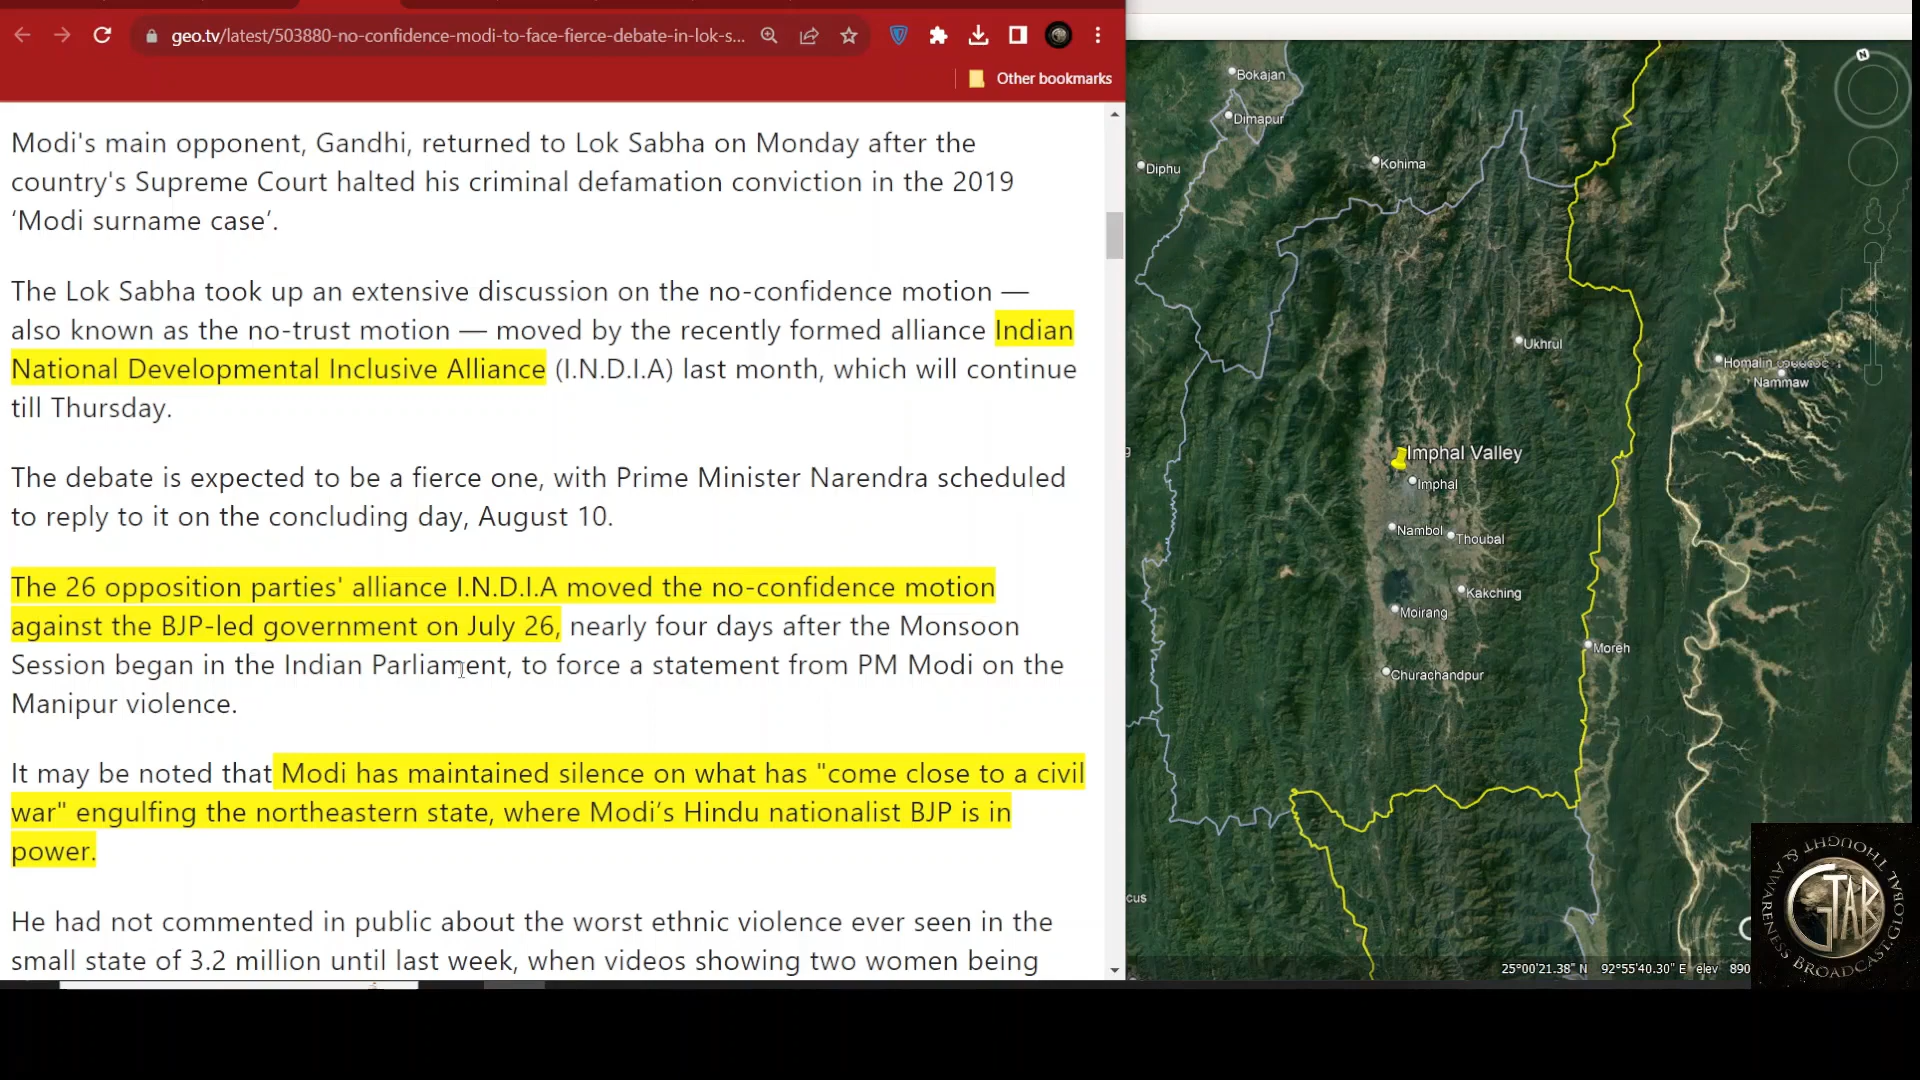 geo.tv/latest/503880-no-confidence-modi-to-face-fierce-debate-in-lok-s...
Other bookmarks
Modi's main opponent, Gandhi, returned to Lok Sabha on Monday after the
country's Supreme Court halted his criminal defamation conviction in the 2019
‘Modi surname case’.
The Lok Sabha took up an extensive discussion on the no-confidence motion —
also known as the no-trust motion — moved by the recently formed alliance Indian
National Developmental Inclusive Alliance (I.N.D.I.A) last month, which will continue
till Thursday.
The debate is expected to be a fierce one, with Prime Minister Narendra scheduled
to reply to it on the concluding day, August 10.
The 26 opposition parties' alliance I.N.D.I.A moved the no-confidence motion
against the BJP-led government on July 26, nearly four days after the Monsoon
Session began in the Indian Parliament, to force a statement from PM Modi on the
Manipur violence.
It may be noted that Modi has maintained silence on what has "come close to a civil
war" engulfing the northeastern state, where Modi’s Hindu nationalist BJP is in
power.
He had not commented in public about the worst ethnic violence ever seen in the
small state of 3.2 million until last week, when videos showing two women being
N
Bokajan
Dimapur
Diphu
Kohima
Ukhrul
Homalin
Nammaw
Imphal Valley
Imphal
Nambol
Thoubal
Kakching
Moirang
Moreh
Churachandpur
cus
25°00'21.38" N 92°55'40.30" E elev 890
GTAB
GLOBAL THOUGHT & AWARENESS BROADCAST.